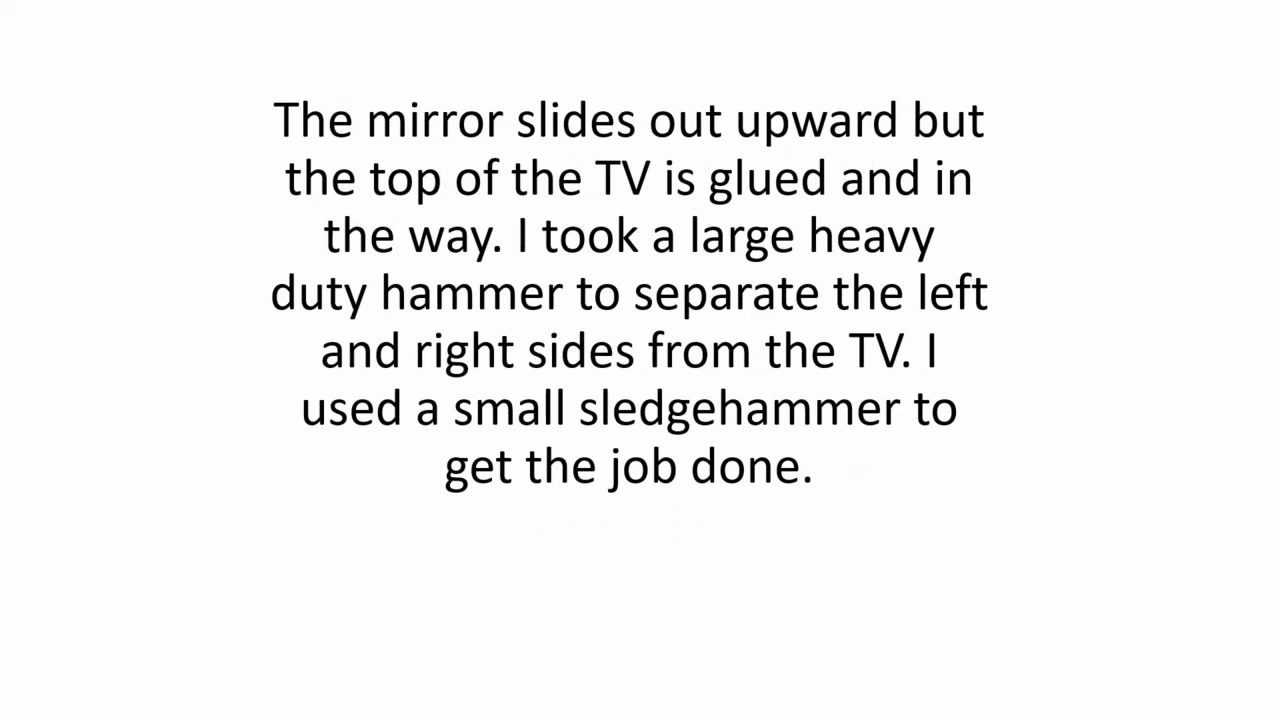 The mirror slides out upward but
the top of the TV is glued and in
the way. I took a large heavy
duty hammer to separate the left
and right sides from the TV. I
used a small sledgehammer to
get the job done.